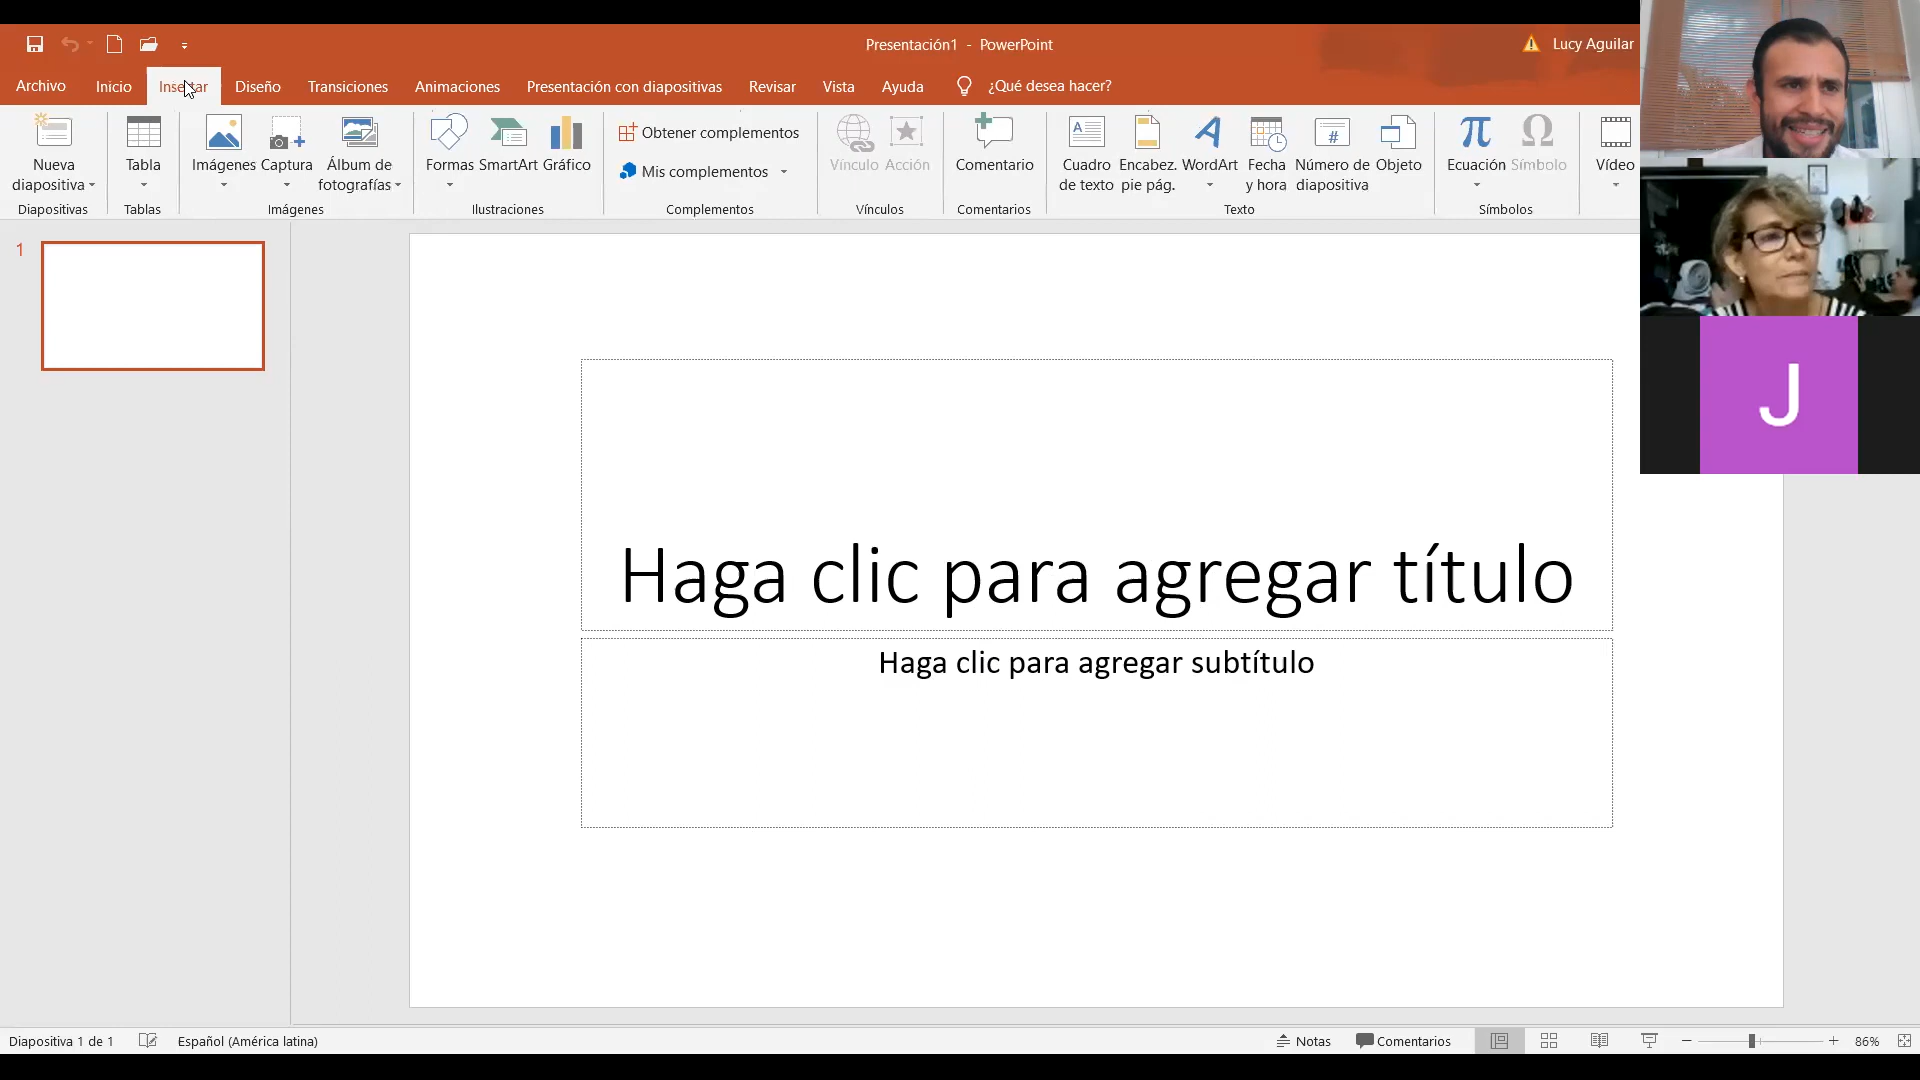 Presentación1 - PowerPoint
Lucy Aguilar
Archivo Inicio Insertar Diseño Transiciones Animaciones Presentación con diapositivas Revisar Vista Ayuda ¿Qué desea hacer?
Nueva diapositiva
Diapositivas
Tabla
Tablas
Imágenes
Captura
Álbum de fotografías
Imágenes
Formas
SmartArt
Gráfico
Ilustraciones
Obtener complementos
Mis complementos
Complementos
Vínculo
Acción
Vínculos
Comentario
Comentarios
Cuadro de texto
Encabez. pie pág.
WordArt
Fecha y hora
Número de diapositiva
Objeto
Texto
Ecuación
Símbolo
Símbolos
Vídeo
1
Haga clic para agregar título
Haga clic para agregar subtítulo
J
Diapositiva 1 de 1
Español (América latina)
Notas
Comentarios
86%